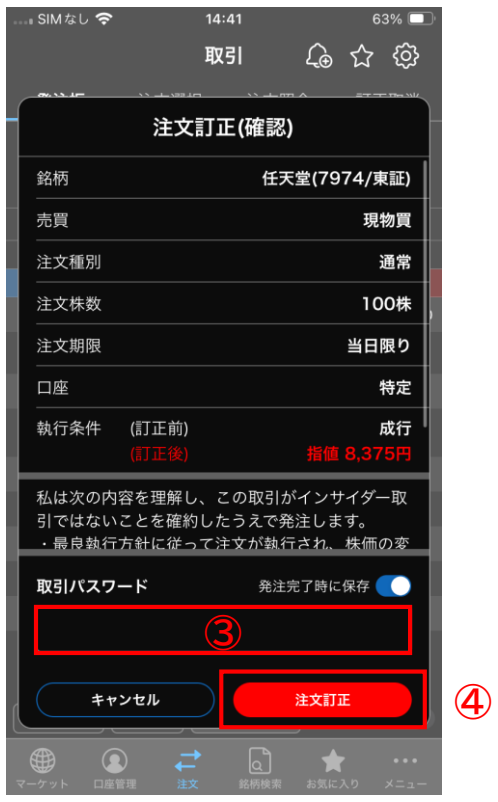 SIMなし 14:41 63%
取引
注文訂正(確認)
銘柄 任天堂(7974/東証)
売買 現物買
注文種別 通常
注文株数 100株
注文期限 当日限り
口座 特定
執行条件 (訂正前) 成行
(訂正後) 指値 8,375円
私は次の内容を理解し、この取引がインサイダー取
引ではないことを確約したうえで発注します。
・最良執行方針に従って注文が執行され、株価の変
取引パスワード 発注完了時に保存
③
キャンセル 注文訂正 ④
マーケット 口座管理 注文 銘柄検索 お気に入り メニュー